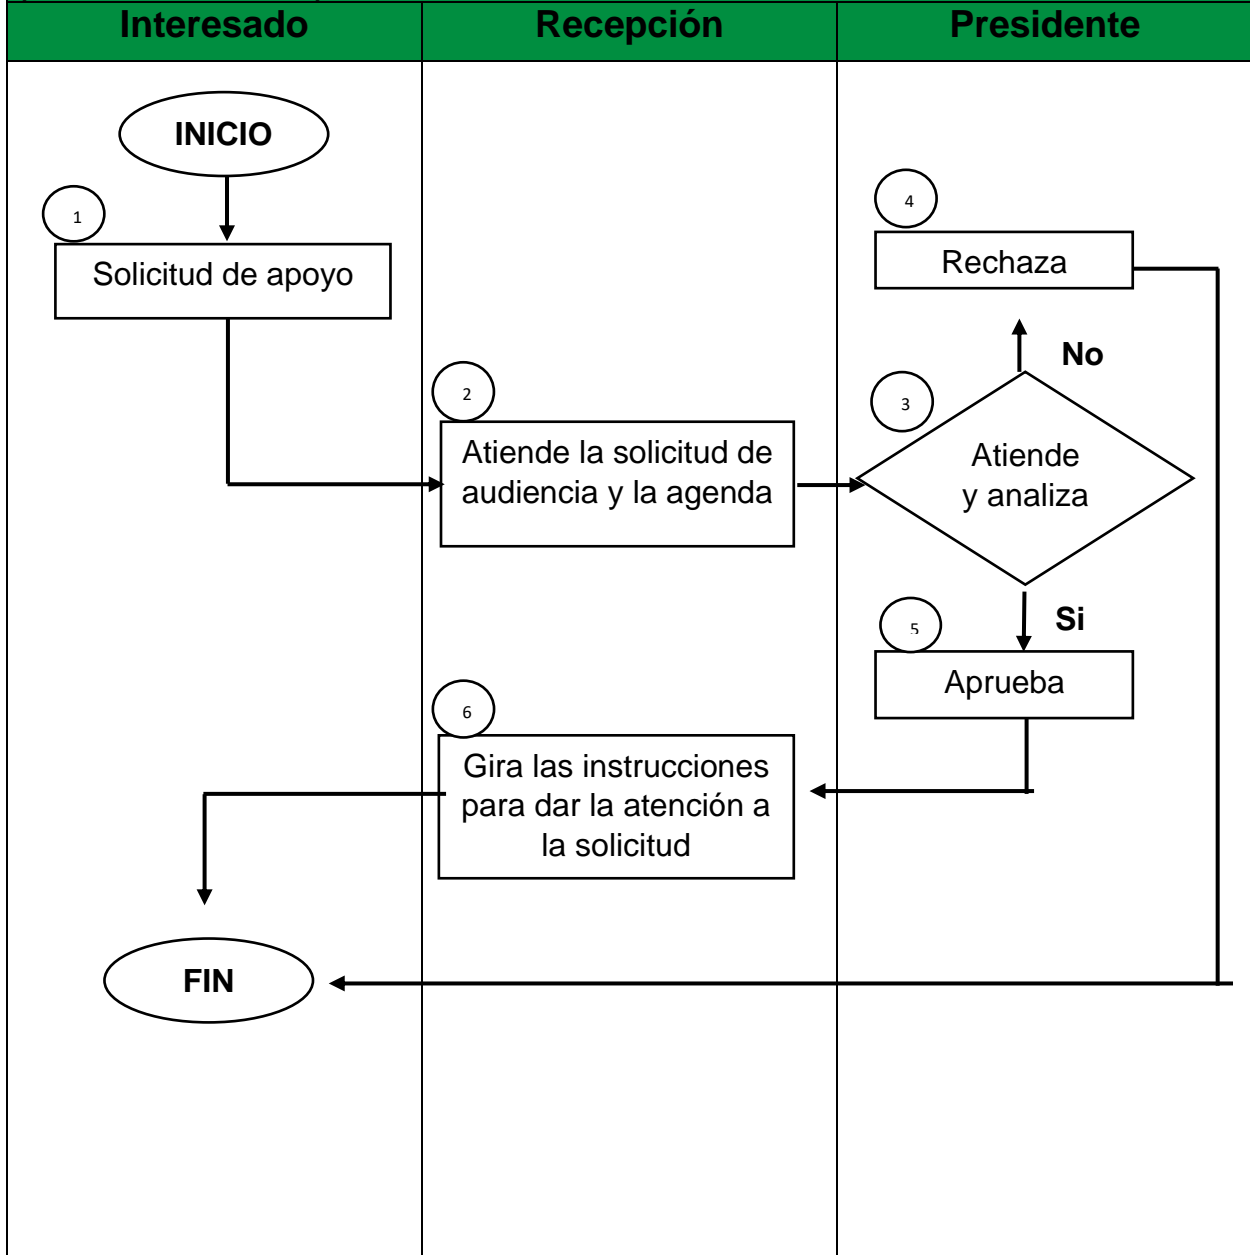 Interesado
Recepción
Presidente
INICIO
1
Solicitud de apoyo
2
Atiende la solicitud de
audiencia y la agenda
3
Atiende
y analiza
No
4
Rechaza
Si
5
Aprueba
6
Gira las instrucciones
para dar la atención a
la solicitud
FIN